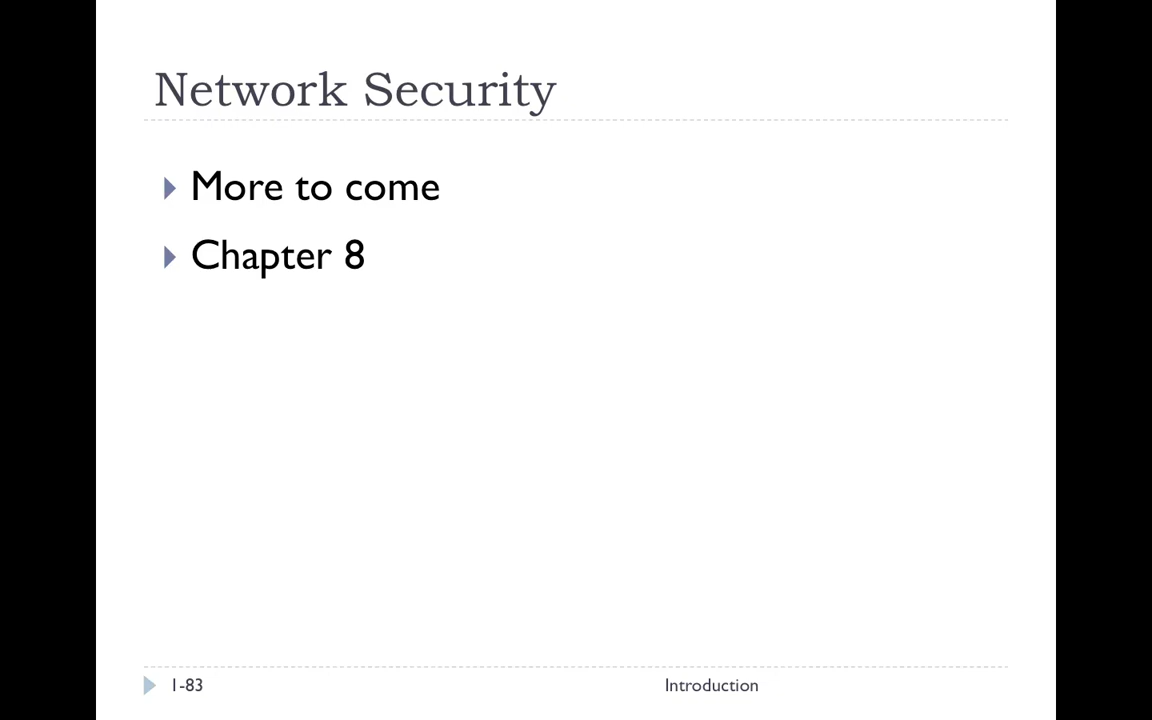 Network Security
More to come
Chapter 8
1-83
Introduction